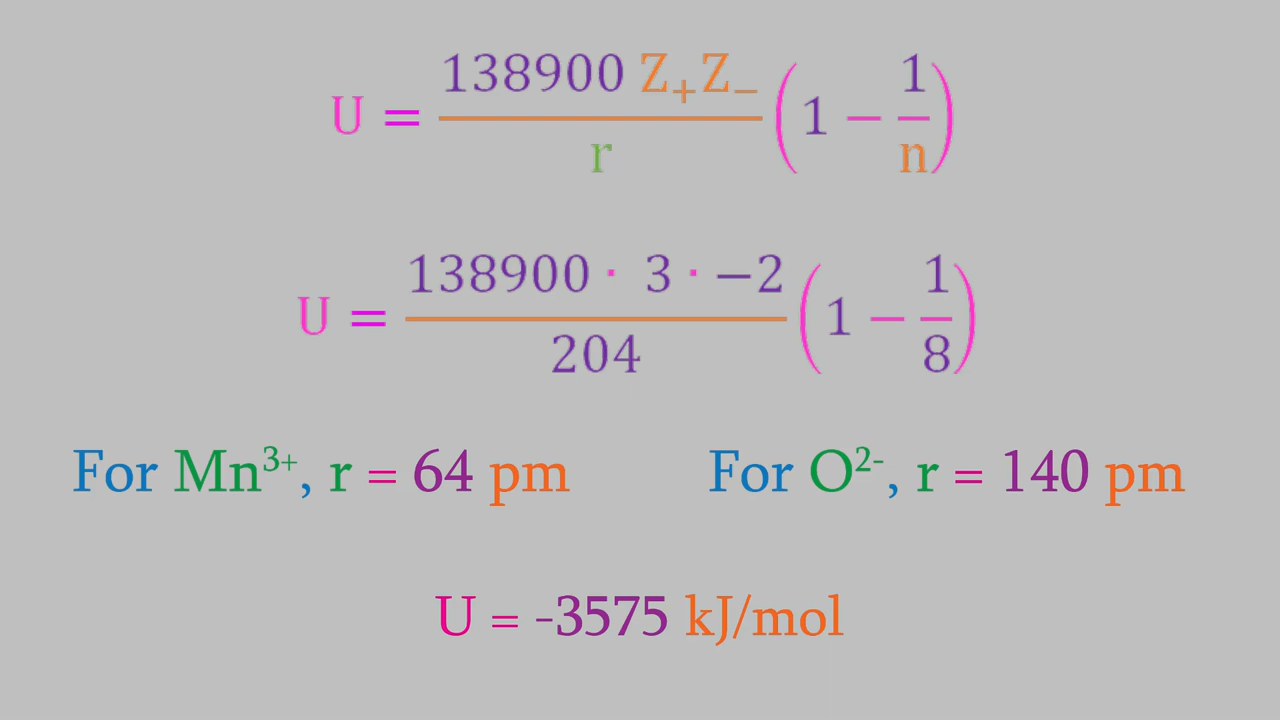 U = 138900 Z₊Z₋ / r (1 − 1/n)
U = 138900 · 3 · −2 / 204 (1 − 1/8)
For Mn³⁺, r = 64 pm
For O²⁻, r = 140 pm
U = -3575 kJ/mol